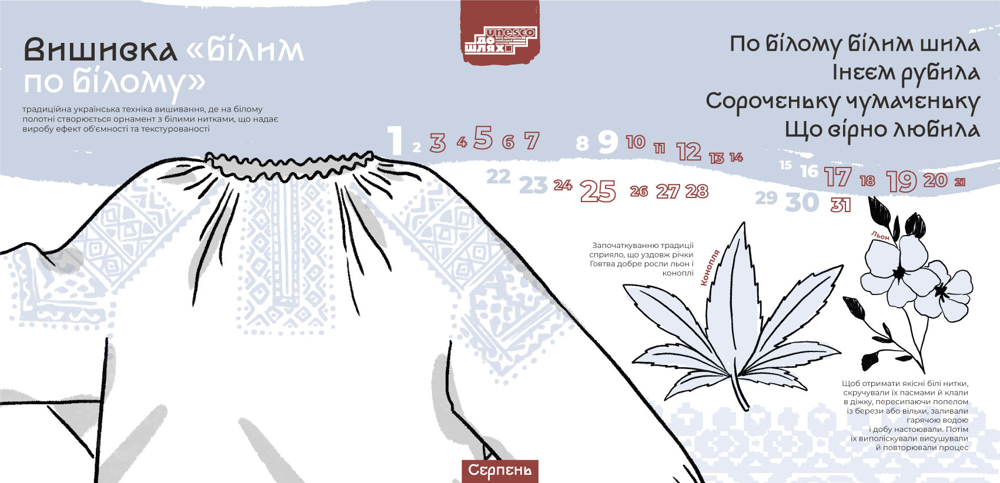 Вишивка «білим
по білому»
традиційна українська техніка вишивання, де на білому
полотні створюється орнамент з білими нитками, що надає
виробу ефект об'ємності та текстурованості
unesco
ДО
ШЛЯХ
По білому білим шила
Інеєм рубила
Сороченьку чумаченьку
Що вірно любила
1 2 3 4 5 6 7
8 9 10 11 12 13 14
15 16 17 18 19 20 21
22 23 24 25 26 27 28
29 30 31
Започаткуванню традиції
сприяло, що уздовж річки
Говтва добре росли льон і
коноплі
Конопля
Льон
Щоб отримати якісні білі нитки,
скручували їх пасмами й клали
в діжку, пересипаючи попелом
із берези або вільхи, заливали
гарячою водою
і добу настоювали. Потім
їх виполіскували висушували
й повторювали процес
Серпень